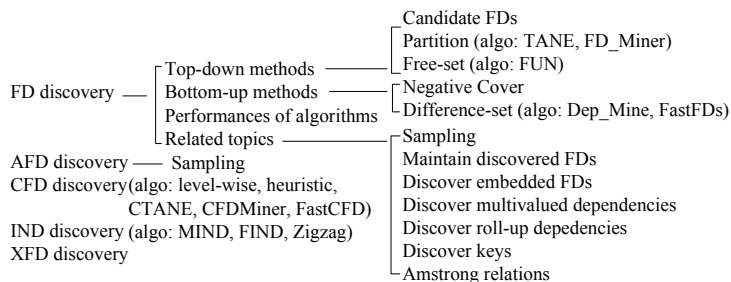 FD discovery
Top-down methods
Candidate FDs
Partition (algo: TANE, FD_Miner)
Free-set (algo: FUN)
Bottom-up methods
Negative Cover
Difference-set (algo: Dep_Mine, FastFDs)
Performances of algorithms
Related topics
Sampling
Maintain discovered FDs
Discover embedded FDs
Discover multivalued dependencies
Discover roll-up depedencies
Discover keys
Amstrong relations
AFD discovery
Sampling
CFD discovery (algo: level-wise, heuristic,
CTANE, CFDMiner, FastCFD)
IND discovery (algo: MIND, FIND, Zigzag)
XFD discovery